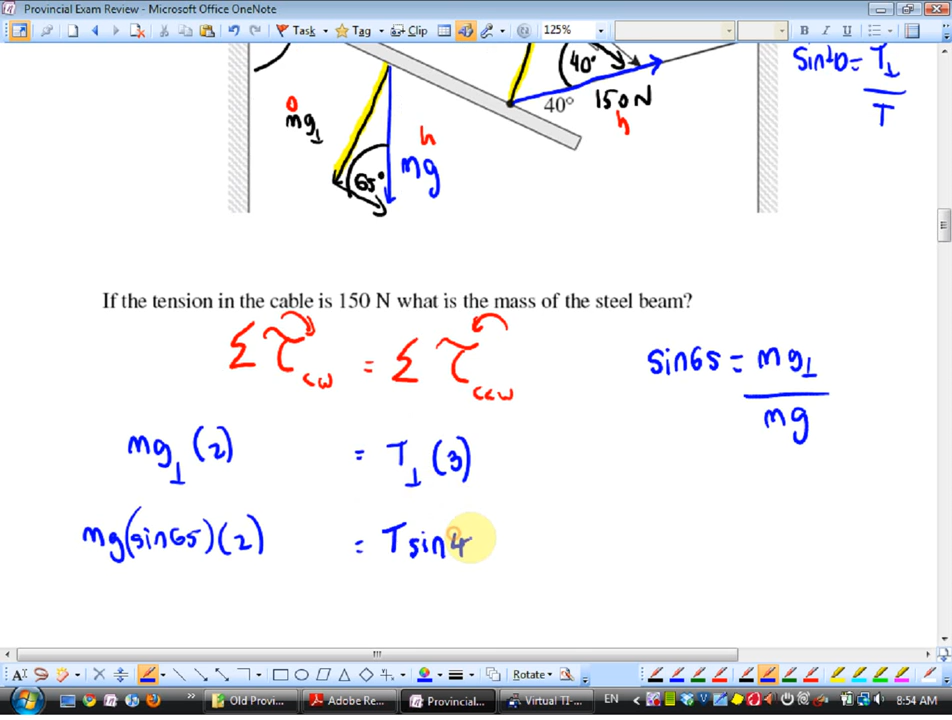 Provincial Exam Review - Microsoft Office OneNote
Task Tag Clip 125% B I U
40°
sin40 = T⊥
T
O
mg⊥
40°
150N
h
h
65°
mg
If the tension in the cable is 150 N what is the mass of the steel beam?
Στcw = Στccw
sin65 = mg⊥
mg
mg⊥(2) = T⊥(3)
mg(sin65)(2) = Tsin4
Rotate
Old Provi... Adobe Re... Provincial... Virtual TI-... EN 8:54 AM